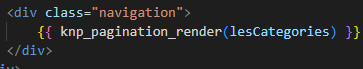 <div class="navigation">
{{ knp_pagination_render(lesCategories) }}
</div>